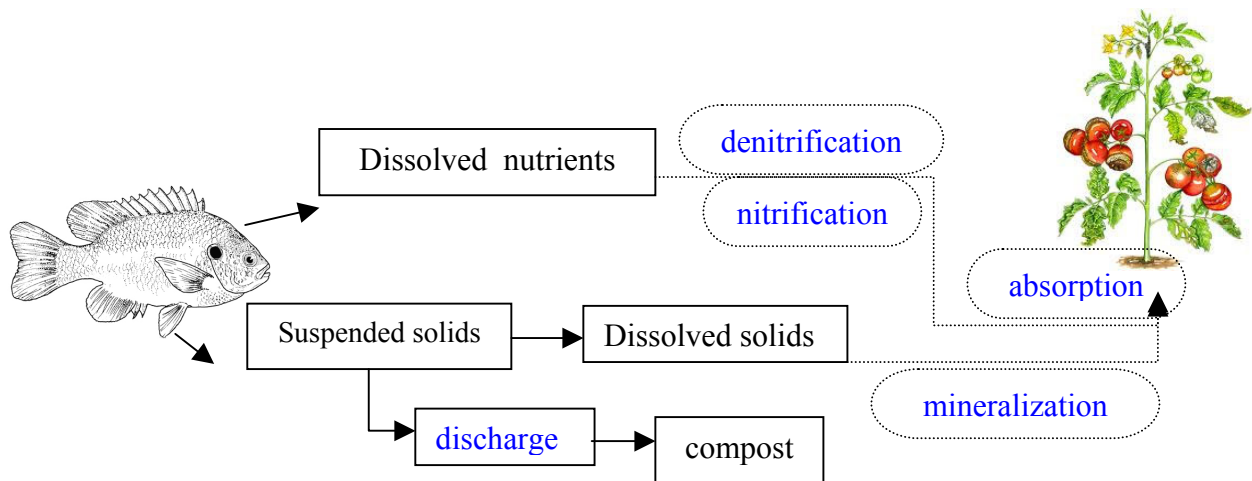 Dissolved nutrients
denitrification
nitrification
absorption
Suspended solids
Dissolved solids
mineralization
discharge
compost